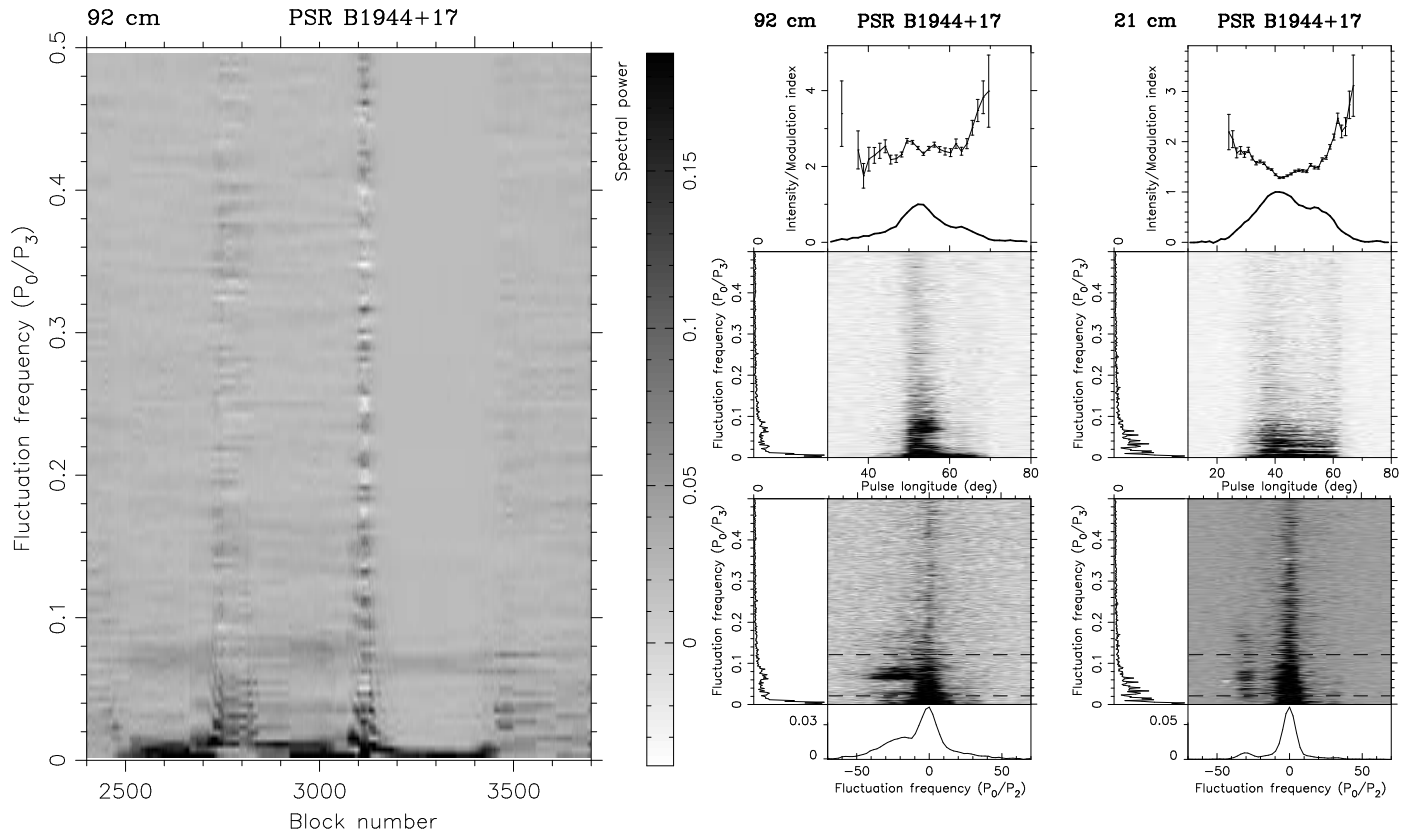 92 cm PSR B1944+17
0.5
0.4
0.3
0.2
0.1
0
Fluctuation frequency (P0/P3)
2500 3000 3500
Block number
Spectral power
0.15
0.1
0.05
0
92 cm PSR B1944+17
Intensity/Modulation index
4
2
0
0
Fluctuation frequency (P0/P3)
0.4
0.3
0.2
0.1
0
40 60 80
Pulse longitude (deg)
0
Fluctuation frequency (P0/P3)
0.4
0.3
0.2
0.1
0
0.03
0
−50 0 50
Fluctuation frequency (P0/P2)
21 cm PSR B1944+17
Intensity/Modulation index
3
2
1
0
0
Fluctuation frequency (P0/P3)
0.4
0.3
0.2
0.1
0
20 40 60 80
Pulse longitude (deg)
0
Fluctuation frequency (P0/P3)
0.4
0.3
0.2
0.1
0
0.05
0
−50 0 50
Fluctuation frequency (P0/P2)